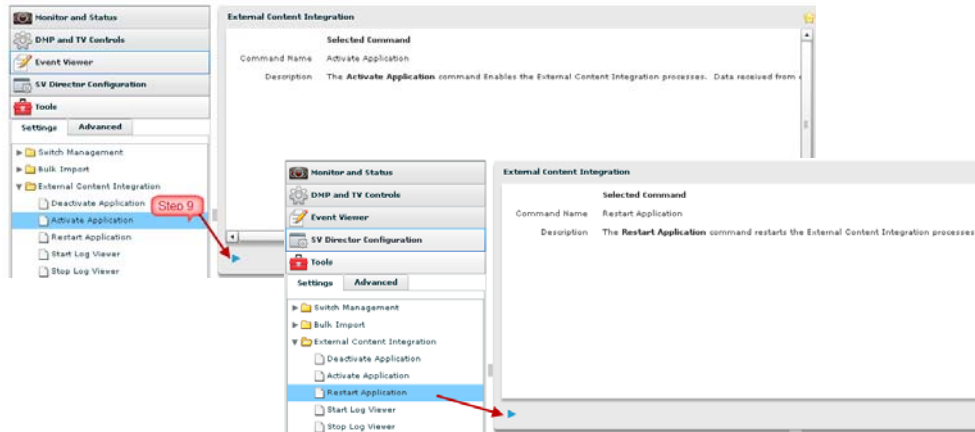 Monitor and Status
DMP and TV Controls
Event Viewer
SV Director Configuration
Tools
Settings Advanced
Switch Management
Bulk Import
External Content Integration
Deactivate Application
Activate Application
Restart Application
Start Log Viewer
Stop Log Viewer
Step 9
External Content Integration
Selected Command
Command Name Activate Application
Description The Activate Application command Enables the External Content Integration processes. Data received from
Monitor and Status
DMP and TV Controls
Event Viewer
SV Director Configuration
Tools
Settings Advanced
Switch Management
Bulk Import
External Content Integration
Deactivate Application
Activate Application
Restart Application
Start Log Viewer
Stop Log Viewer
External Content Integration
Selected Command
Command Name Restart Application
Description The Restart Application command restarts the External Content Integration processes